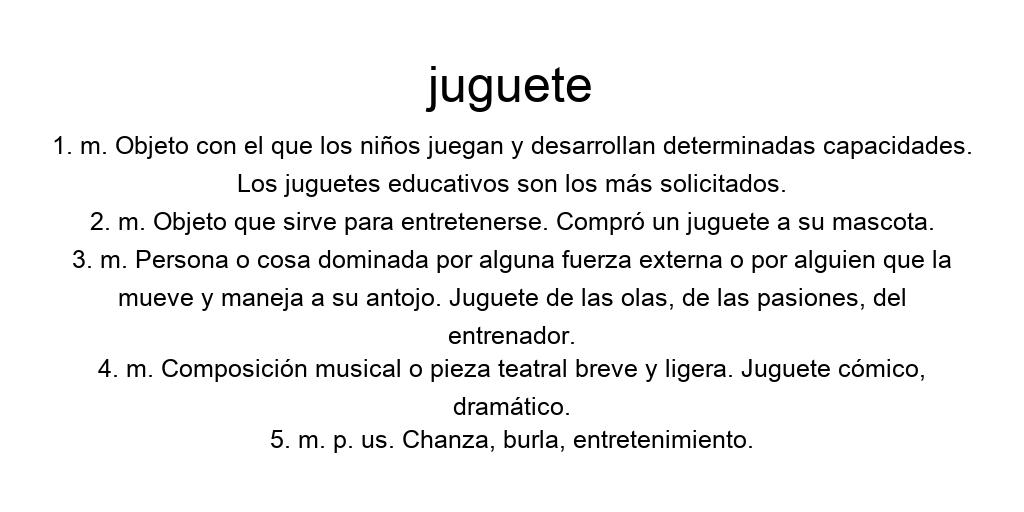 juguete
1. m. Objeto con el que los niños juegan y desarrollan determinadas capacidades.
Los juguetes educativos son los más solicitados.
2. m. Objeto que sirve para entretenerse. Compró un juguete a su mascota.
3. m. Persona o cosa dominada por alguna fuerza externa o por alguien que la
mueve y maneja a su antojo. Juguete de las olas, de las pasiones, del
entrenador.
4. m. Composición musical o pieza teatral breve y ligera. Juguete cómico,
dramático.
5. m. p. us. Chanza, burla, entretenimiento.